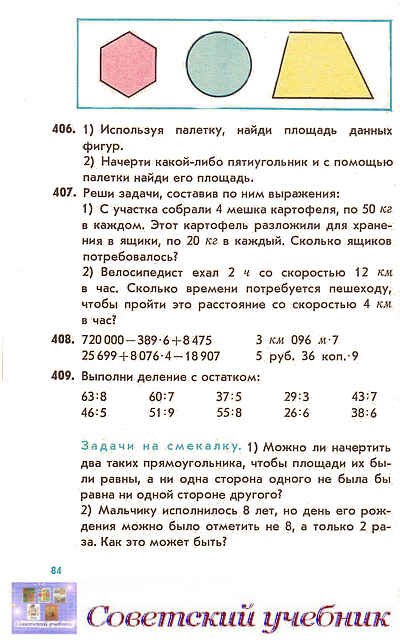 406. 1) Используя палетку, найди площадь данных
фигур.
2) Начерти какой-либо пятиугольник и с помощью
палетки найди его площадь.
407. Реши задачи, составив по ним выражения:
1) С участка собрали 4 мешка картофеля, по 50 кг
в каждом. Этот картофель разложили для хране-
ния в ящики, по 20 кг в каждый. Сколько ящиков
потребовалось?
2) Велосипедист ехал 2 ч со скоростью 12 км
в час. Сколько времени потребуется пешеходу,
чтобы пройти это расстояние со скоростью 4 км
в час?
408. 720 000−389·6+8 475 3 км 096 м·7
25 699+8 076·4−18 907 5 руб. 36 коп.·9
409. Выполни деление с остатком:
63:8 60:7 37:5 29:3 43:7
46:5 51:9 55:8 26:6 38:6
Задачи на смекалку. 1) Можно ли начертить
два таких прямоугольника, чтобы площади их бы-
ли равны, а ни одна сторона одного не была бы
равна ни одной стороне другого?
2) Мальчику исполнилось 8 лет, но день его рож-
дения можно было отметить не 8, а только 2 ра-
за. Как это может быть?
84
Советский учебник
Советский учебник